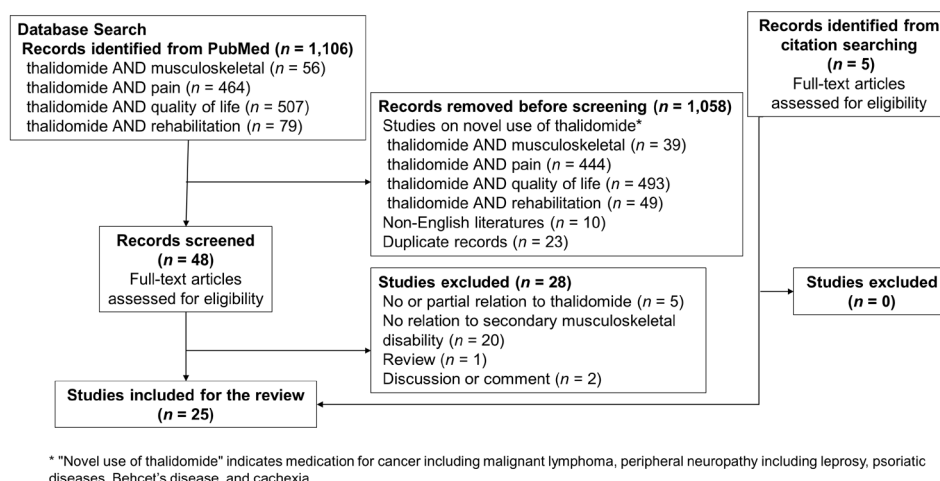 Database Search
Records identified from PubMed (n = 1,106)
thalidomide AND musculoskeletal (n = 56)
thalidomide AND pain (n = 464)
thalidomide AND quality of life (n = 507)
thalidomide AND rehabilitation (n = 79)
Records identified from
citation searching
(n = 5)
Full-text articles
assessed for eligibility
Records removed before screening (n = 1,058)
Studies on novel use of thalidomide*
thalidomide AND musculoskeletal (n = 39)
thalidomide AND pain (n = 444)
thalidomide AND quality of life (n = 493)
thalidomide AND rehabilitation (n = 49)
Non-English literatures (n = 10)
Duplicate records (n = 23)
Records screened
(n = 48)
Full-text articles
assessed for eligibility
Studies excluded (n = 28)
No or partial relation to thalidomide (n = 5)
No relation to secondary musculoskeletal
disability (n = 20)
Review (n = 1)
Discussion or comment (n = 2)
Studies excluded
(n = 0)
Studies included for the review
(n = 25)
* "Novel use of thalidomide" indicates medication for cancer including malignant lymphoma, peripheral neuropathy including leprosy, psoriatic
diseases, Behcet's disease, and cachexia